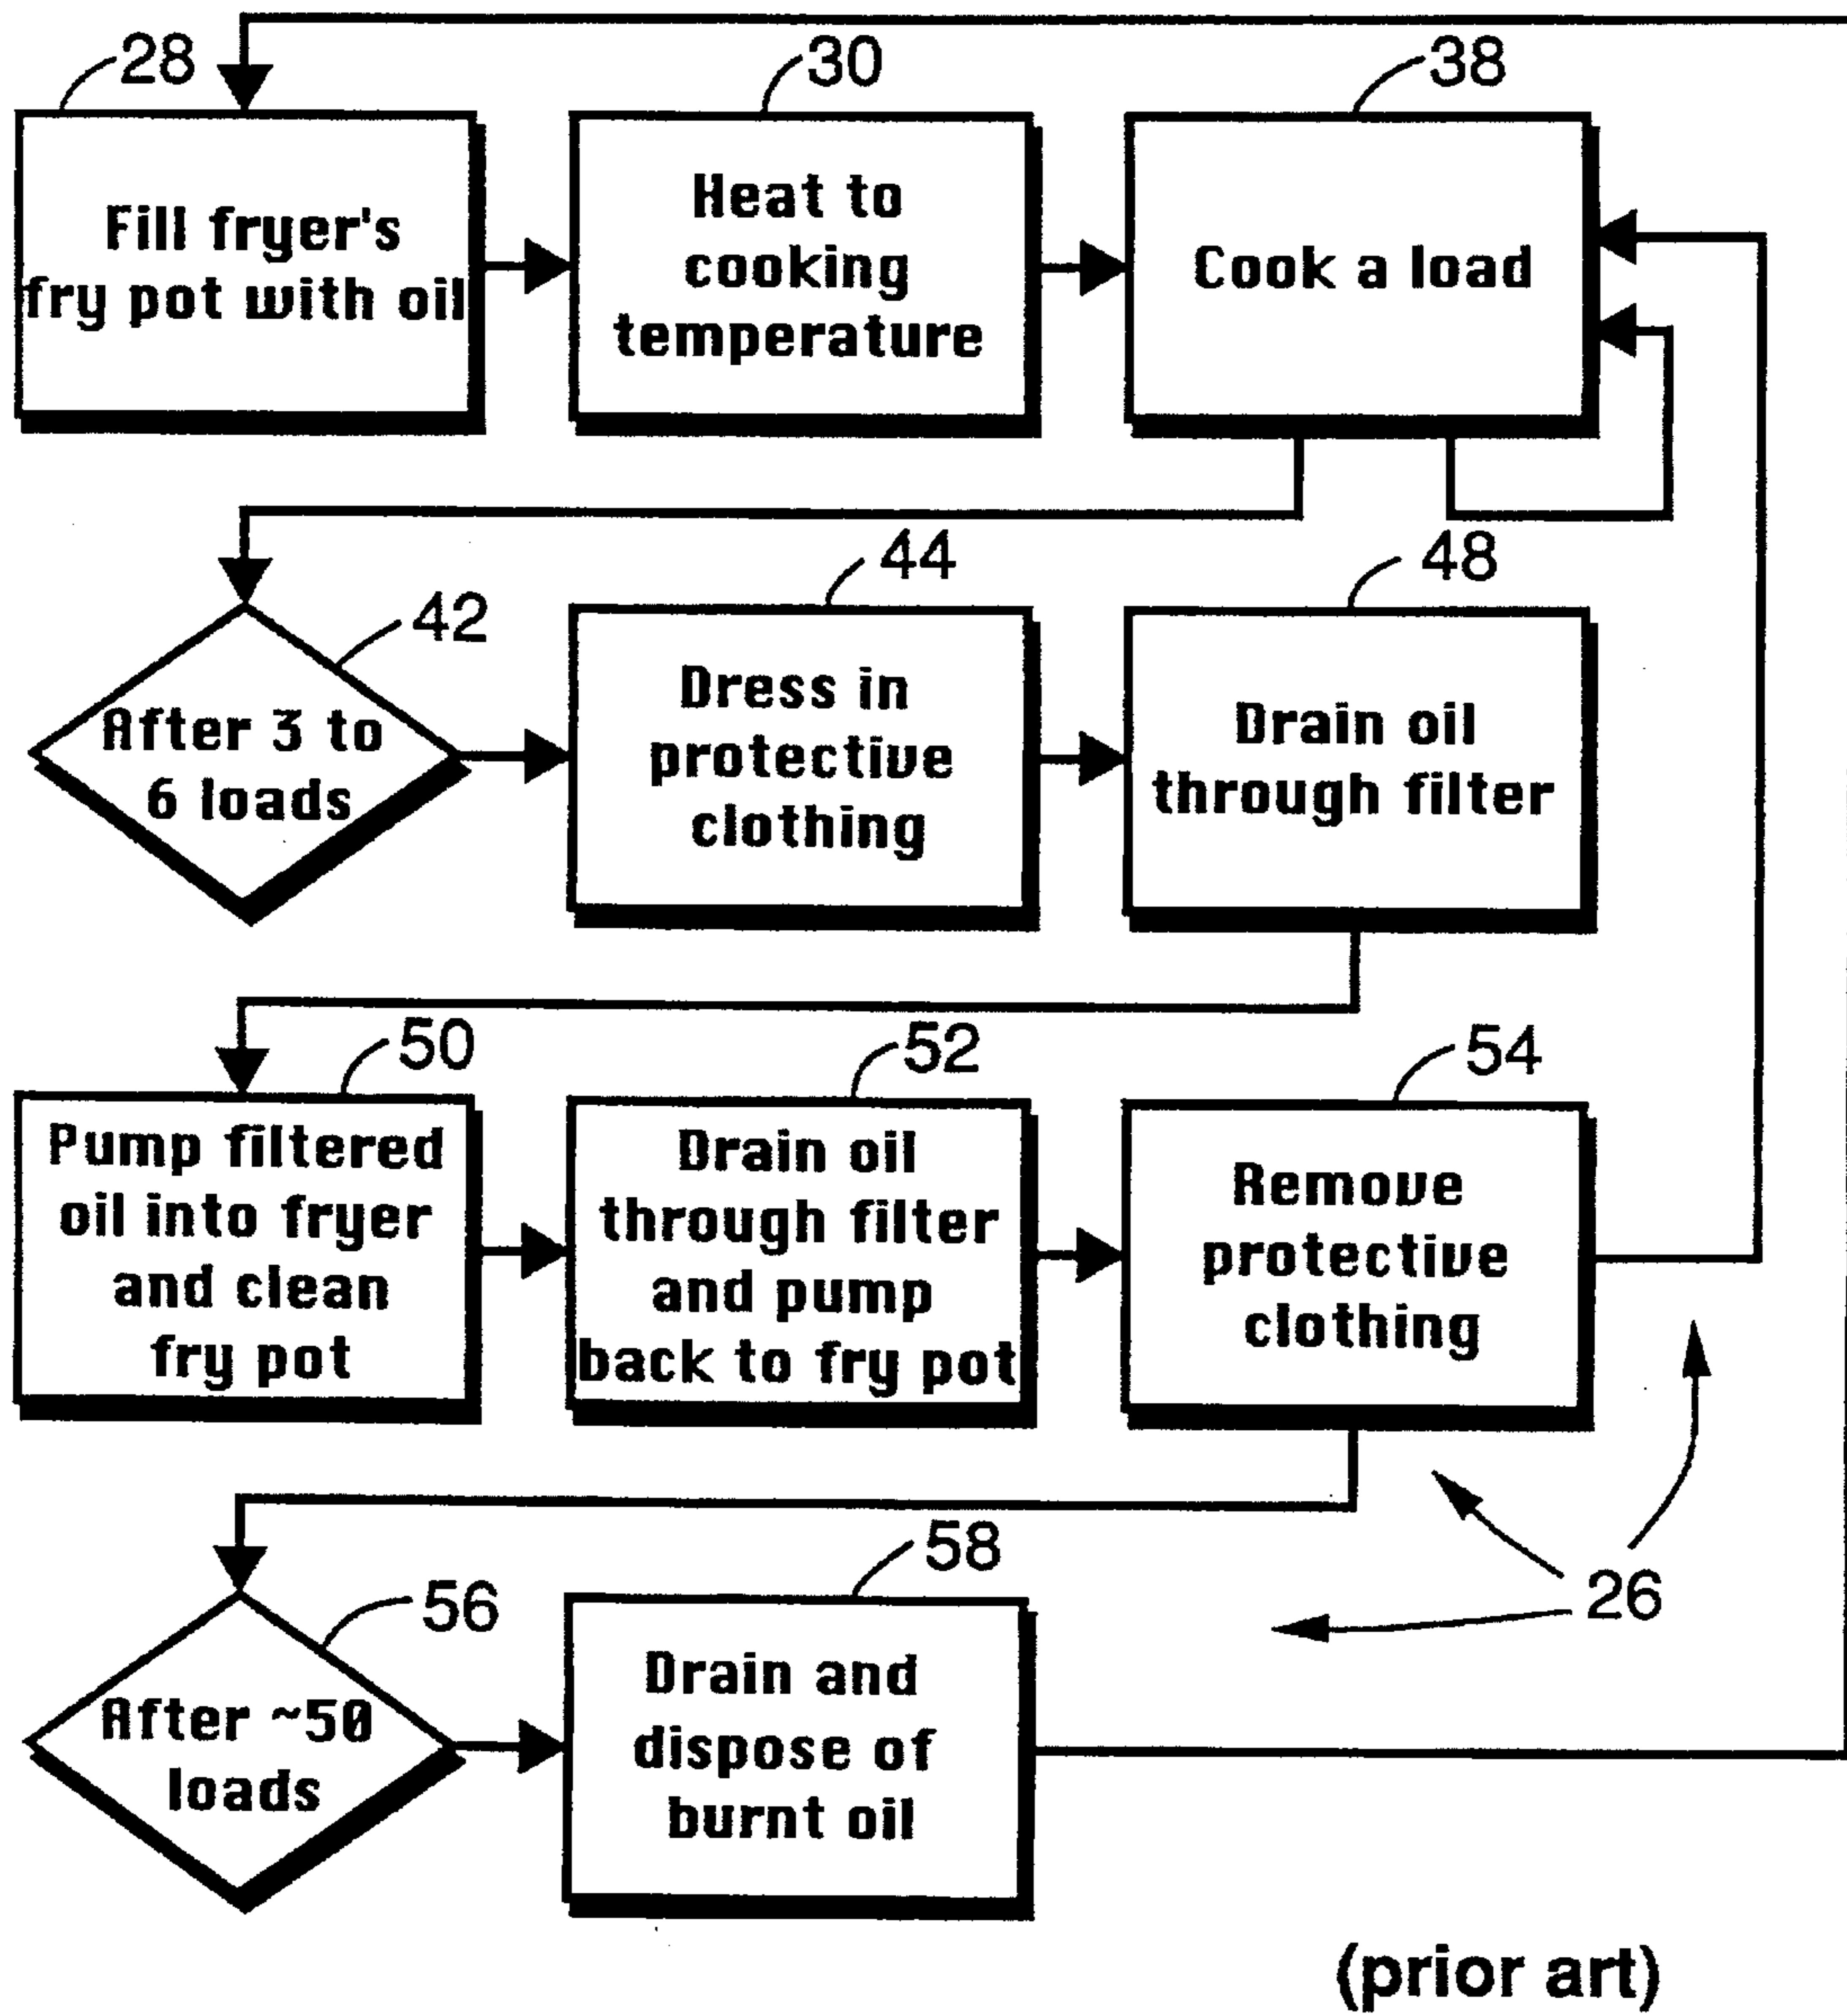 28
30
38
Fill fryer's
fry pot with oil
Heat to
cooking
temperature
Cook a load
42
44
48
After 3 to
6 loads
Dress in
protective
clothing
Drain oil
through filter
50
52
54
Pump filtered
oil into fryer
and clean
fry pot
Drain oil
through filter
and pump
back to fry pot
Remove
protective
clothing
56
58
26
After ~50
loads
Drain and
dispose of
burnt oil
(prior art)